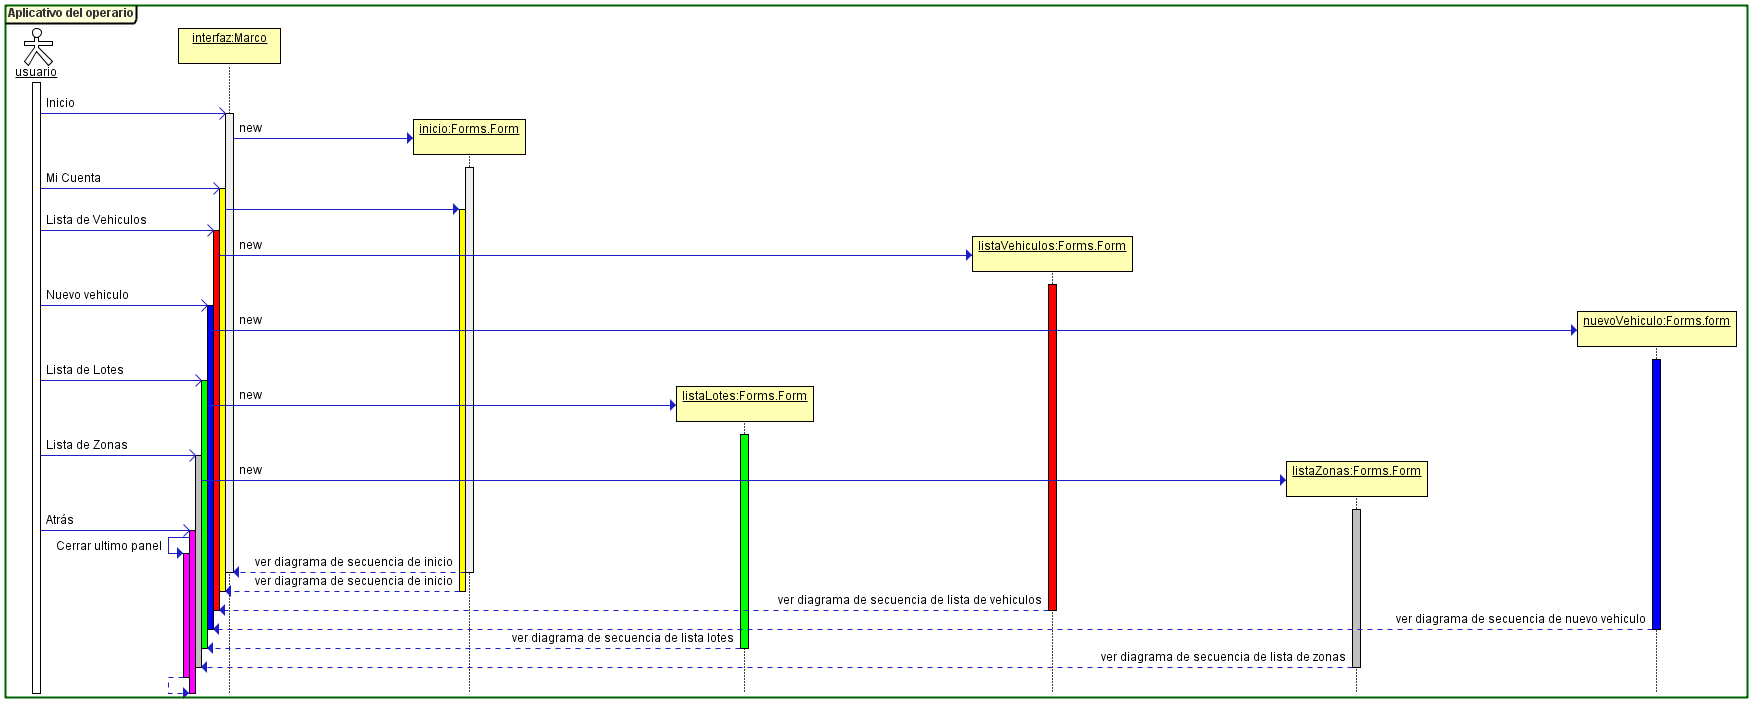 Aplicativo del operario
interfaz:Marco
usuario
Inicio
new
inicio:Forms.Form
Mi Cuenta
Lista de Vehiculos
new
listaVehiculos:Forms.Form
Nuevo vehiculo
new
nuevoVehiculo:Forms.form
Lista de Lotes
new
listaLotes:Forms.Form
Lista de Zonas
new
listaZonas:Forms.Form
Atrás
Cerrar ultimo panel
ver diagrama de secuencia de inicio
ver diagrama de secuencia de inicio
ver diagrama de secuencia de lista de vehiculos
ver diagrama de secuencia de nuevo vehiculo
ver diagrama de secuencia de lista lotes
ver diagrama de secuencia de lista de zonas